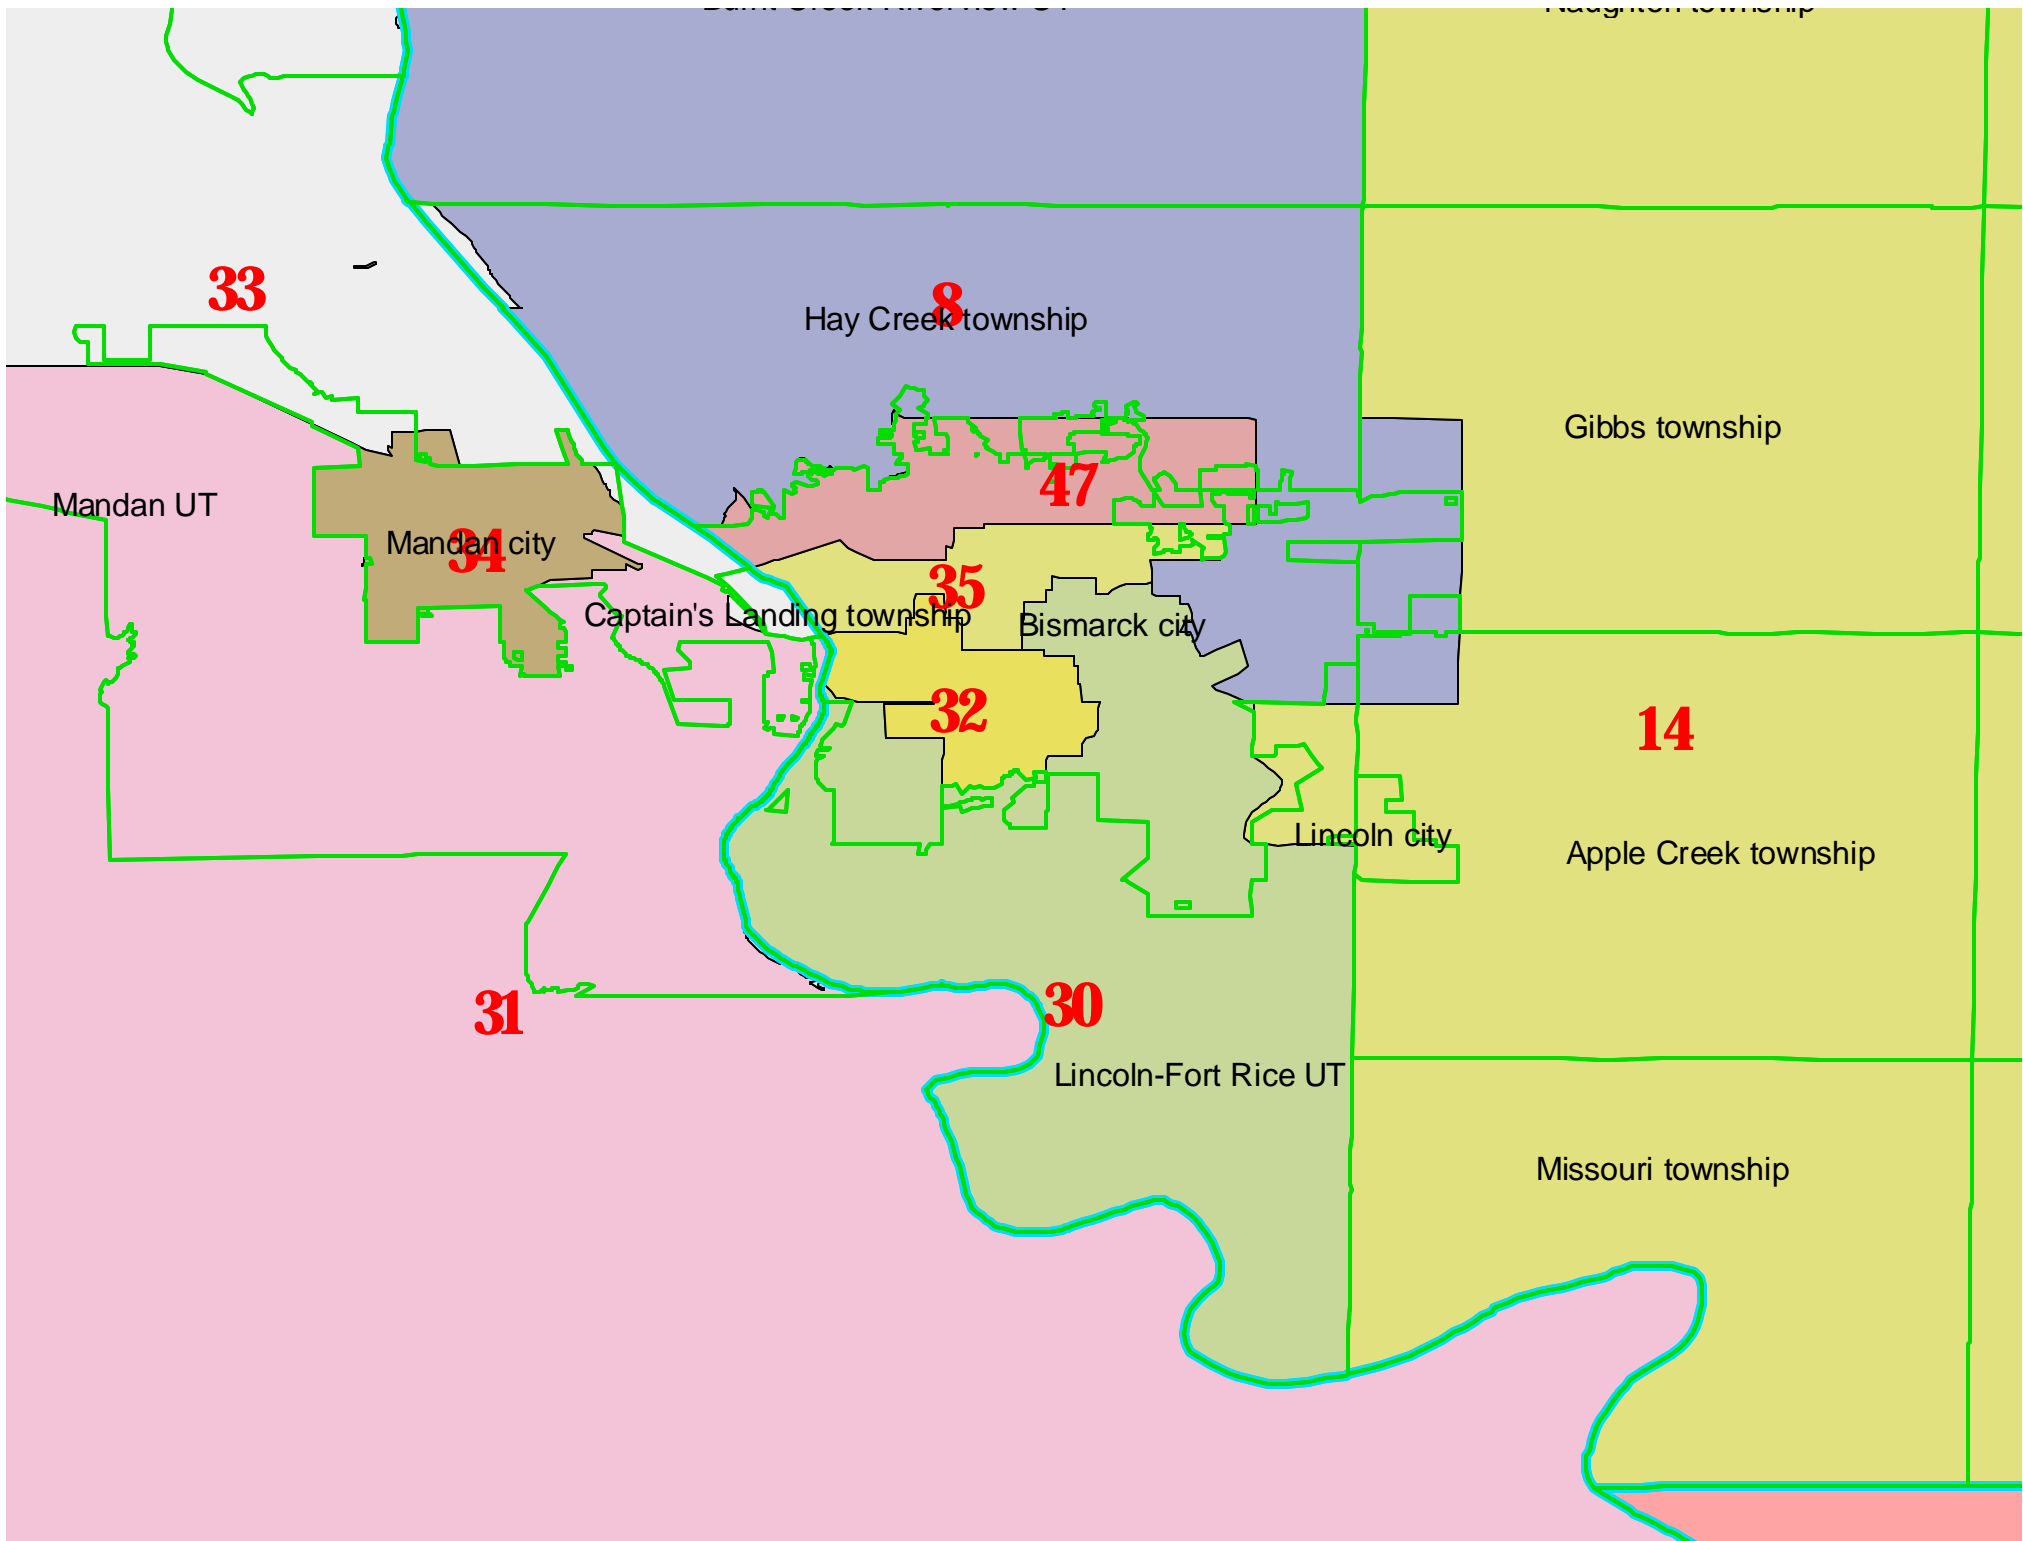 33
8
Hay Creek township
Gibbs township
47
Mandan UT
Mandan city
34
35
Captain's Landing township
Bismarck city
32
14
Lincoln city
Apple Creek township
31
30
Lincoln-Fort Rice UT
Missouri township